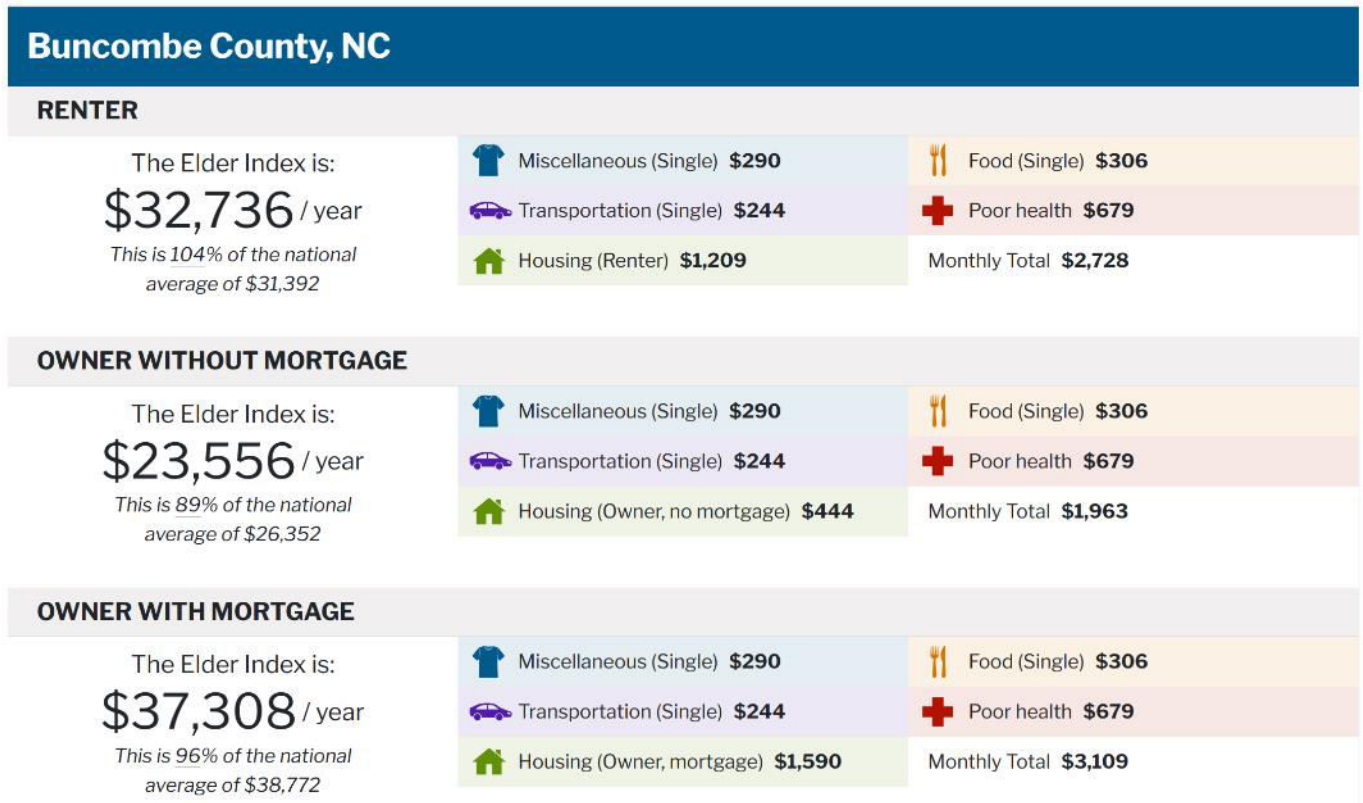 Buncombe County, NC
RENTER
The Elder Index is:
$32,736 / year
This is 104% of the national
average of $31,392
Miscellaneous (Single) $290
Food (Single) $306
Transportation (Single) $244
Poor health $679
Housing (Renter) $1,209
Monthly Total $2,728
OWNER WITHOUT MORTGAGE
The Elder Index is:
$23,556 / year
This is 89% of the national
average of $26,352
Miscellaneous (Single) $290
Food (Single) $306
Transportation (Single) $244
Poor health $679
Housing (Owner, no mortgage) $444
Monthly Total $1,963
OWNER WITH MORTGAGE
The Elder Index is:
$37,308 / year
This is 96% of the national
average of $38,772
Miscellaneous (Single) $290
Food (Single) $306
Transportation (Single) $244
Poor health $679
Housing (Owner, mortgage) $1,590
Monthly Total $3,109